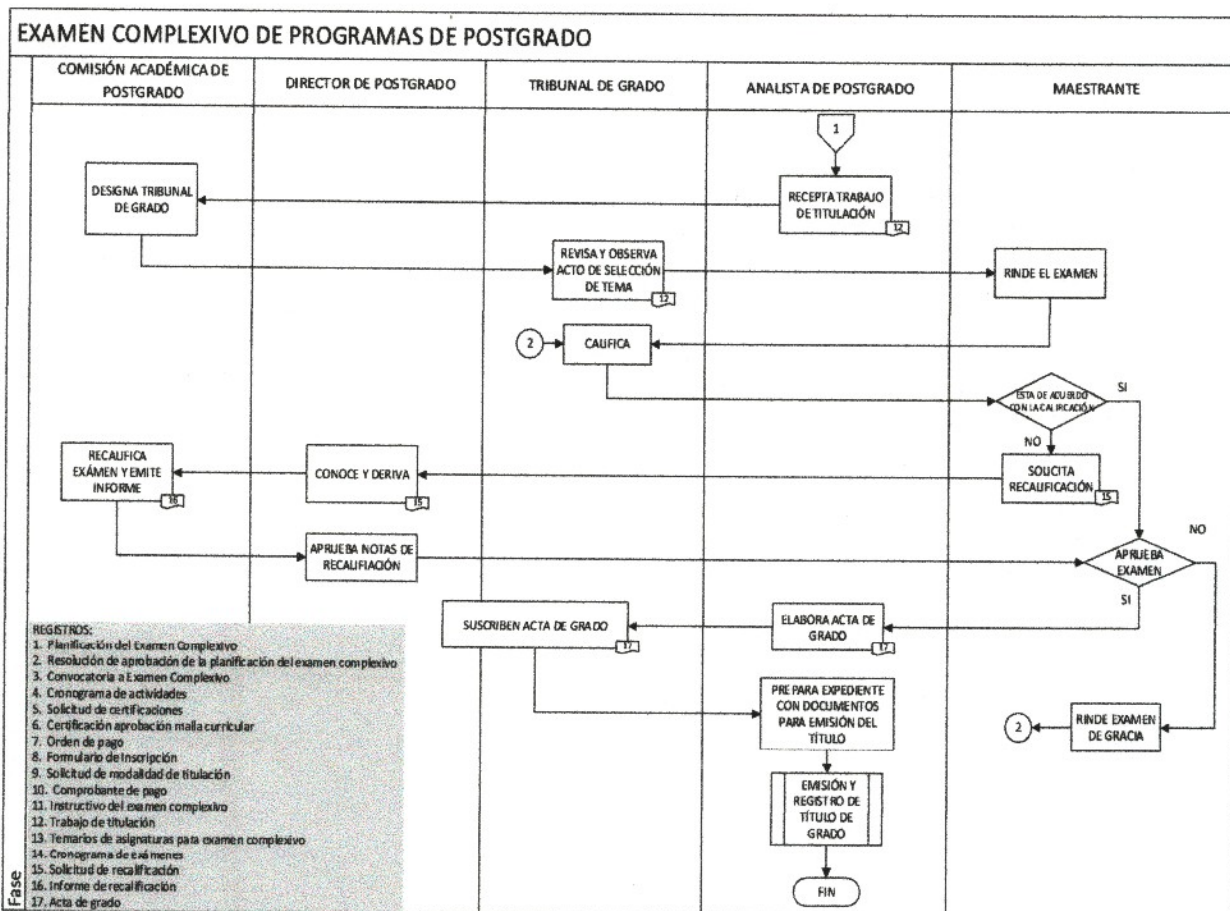 EXAMEN COMPLEXIVO DE PROGRAMAS DE POSTGRADO
COMISIÓN ACADÉMICA DE
POSTGRADO
DIRECTOR DE POSTGRADO
TRIBUNAL DE GRADO
ANALISTA DE POSTGRADO
MAESTRANTE
1
DESIGNA TRIBUNAL
DE GRADO
RECEPTA TRABAJO
DE TITULACIÓN
12
REVISA Y OBSERVA
ACTO DE SELECCIÓN
DE TEMA
12
RINDE EL EXAMEN
2
CALIFICA
ESTA DE ACUERDO
CON LA CALIFICACIÓN
SI
NO
RECALIFICA
EXÁMEN Y EMITE
INFORME
16
CONOCE Y DERIVA
15
SOLICITA
RECALIFICACIÓN
15
APRUEBA NOTAS DE
RECALIFIACIÓN
APRUEBA
EXAMEN
NO
SI
SUSCRIBEN ACTA DE GRADO
17
ELABORA ACTA DE
GRADO
17
PREPARA EXPEDIENTE
CON DOCUMENTOS
PARA EMISIÓN DEL
TÍTULO
2
RINDE EXAMEN
DE GRACIA
EMISIÓN Y
REGISTRO DE
TÍTULO DE
GRADO
FIN
REGISTROS:
1. Planificación del Examen Complexivo
2. Resolución de aprobación de la planificación del examen complexivo
3. Convocatoria a Examen Complexivo
4. Cronograma de actividades
5. Solicitud de certificaciones
6. Certificación aprobación malla curricular
7. Orden de pago
8. Formulario de Inscripción
9. Solicitud de modalidad de titulación
10. Comprobante de pago
11. Instructivo del examen complexivo
12. Trabajo de titulación
13. Temarios de asignaturas para examen complexivo
14. Cronograma de exámenes
15. Solicitud de recalificación
16. Informe de recalificación
17. Acta de grado
Fase